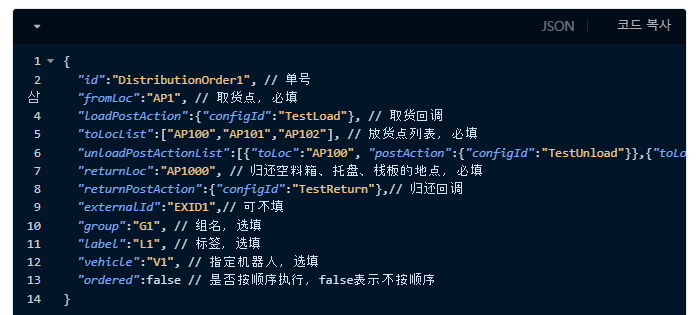 JSON 코드 복사
1 {
2 "id":"DistributionOrder1", // 单号
삼 "fromLoc":"AP1", // 取货点，必填
4 "loadPostAction":{"configId":"TestLoad"}, // 取货回调
5 "toLocList":["AP100","AP101","AP102"], // 放货点列表，必填
6 "unloadPostActionList":[{"toLoc":"AP100", "postAction":{"configId":"TestUnload"}},{"toLo
7 "returnLoc":"AP1000", // 归还空料箱、托盘、栈板的地点，必填
8 "returnPostAction":{"configId":"TestReturn"},// 归还回调
9 "externalId":"EXID1",// 可不填
10 "group":"G1", // 组名，选填
11 "label":"L1", // 标签，选填
12 "vehicle":"V1", // 指定机器人，选填
13 "ordered":false // 是否按顺序执行，false表示不按顺序
14 }